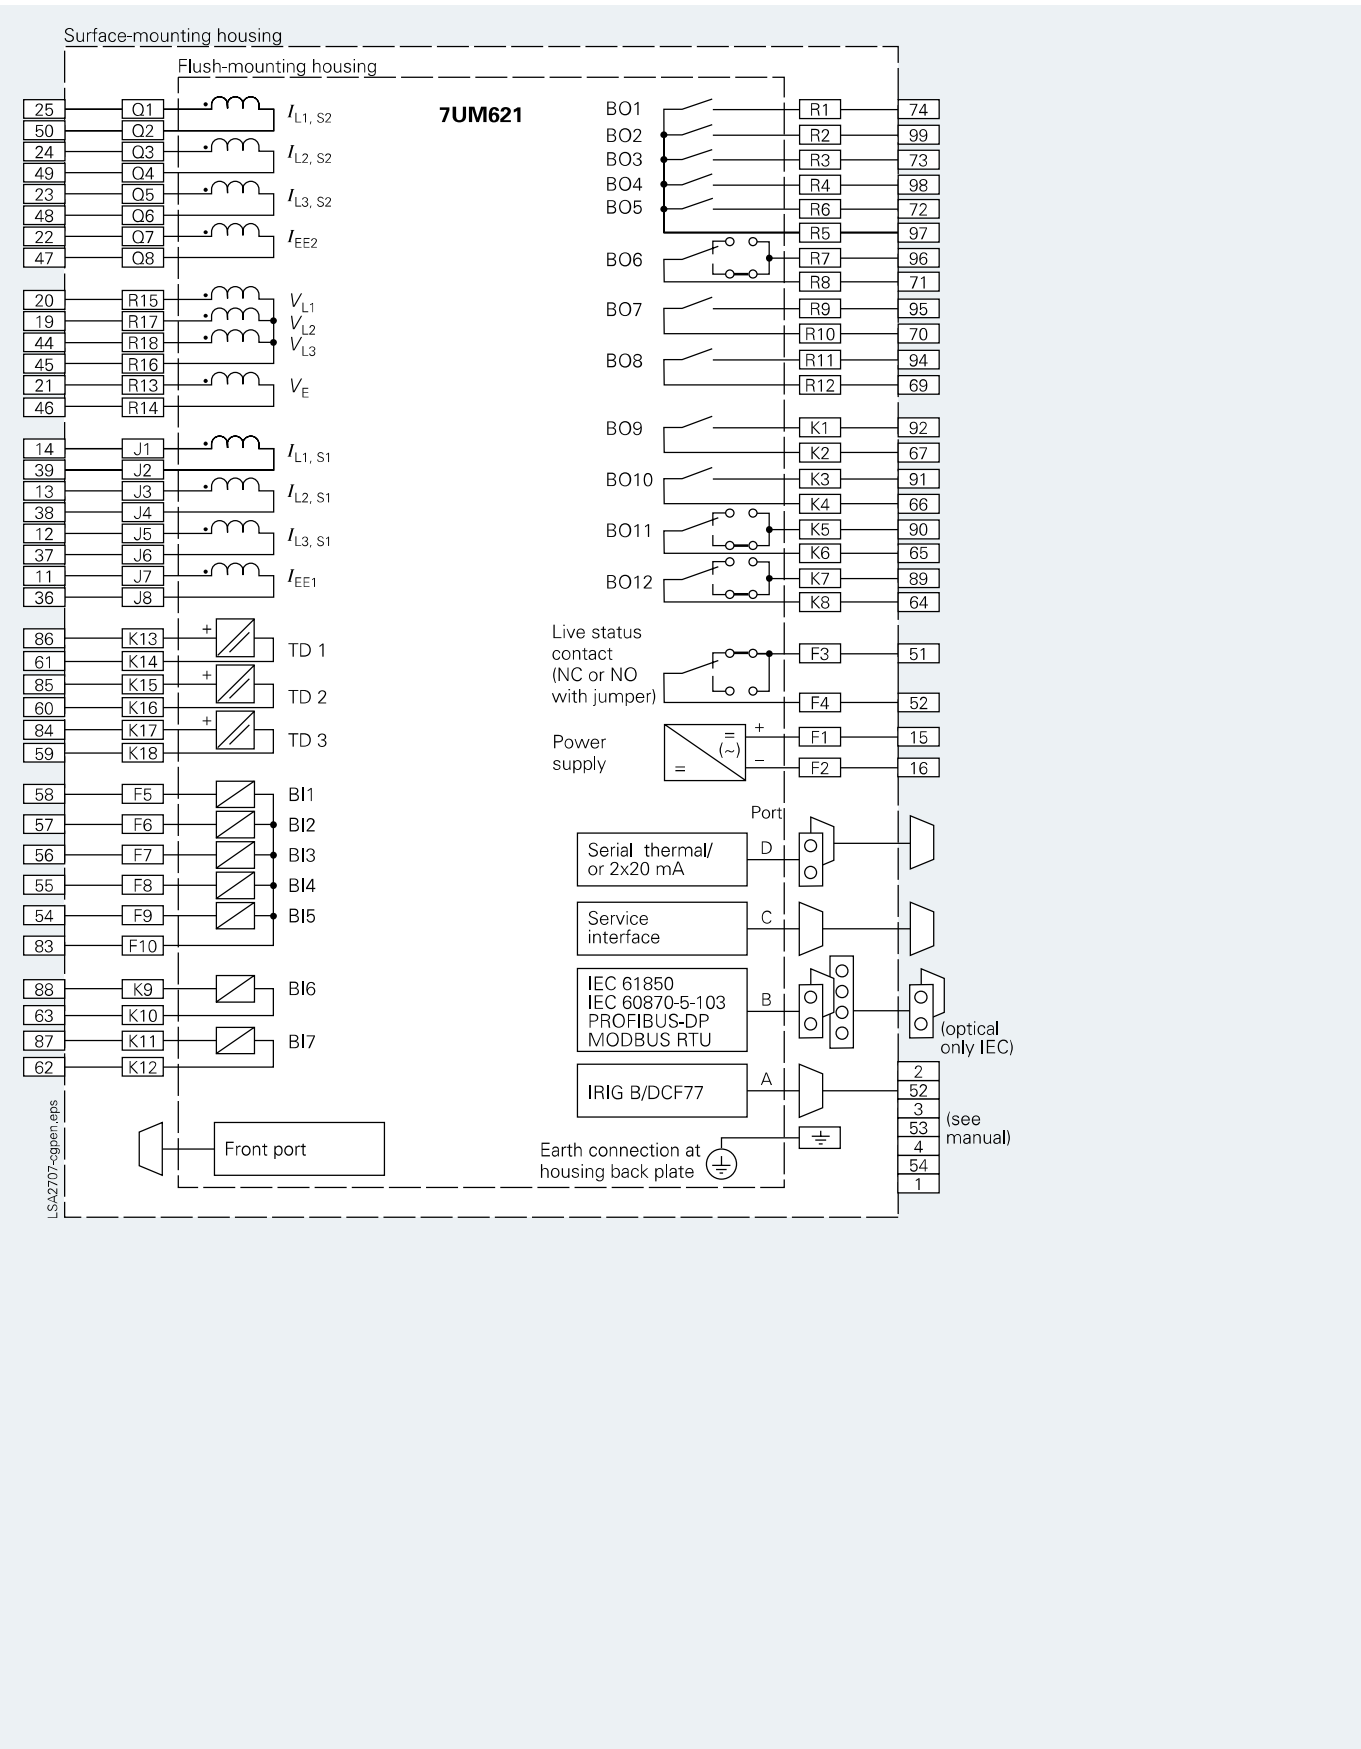 Surface-mounting housing
Flush-mounting housing
7UM621
25 Q1 I L1, S2
50 Q2
24 Q3 I L2, S2
49 Q4
23 Q5 I L3, S2
48 Q6
22 Q7 I EE2
47 Q8
20 R15 V L1
19 R17 V L2
44 R18 V L3
45 R16
21 R13 V E
46 R14
14 J1 I L1, S1
39 J2
13 J3 I L2, S1
38 J4
12 J5 I L3, S1
37 J6
11 J7 I EE1
36 J8
86 K13 + TD 1
61 K14
85 K15 + TD 2
60 K16
84 K17 + TD 3
59 K18
58 F5 BI1
57 F6 BI2
56 F7 BI3
55 F8 BI4
54 F9 BI5
83 F10
88 K9 BI6
63 K10
87 K11 BI7
62 K12
Front port
LSA2707-cgpen.eps
BO1 R1 74
BO2 R2 99
BO3 R3 73
BO4 R4 98
BO5 R6 72
R5 97
BO6 R7 96
R8 71
BO7 R9 95
R10 70
BO8 R11 94
R12 69
BO9 K1 92
K2 67
BO10 K3 91
K4 66
BO11 K5 90
K6 65
BO12 K7 89
K8 64
Live status
contact
(NC or NO
with jumper)
F3 51
F4 52
Power
supply
= (~) =
+ F1 15
– F2 16
Port
Serial thermal/
or 2x20 mA
D
Service
interface
C
IEC 61850
IEC 60870-5-103
PROFIBUS-DP
MODBUS RTU
B
(optical
only IEC)
IRIG B/DCF77
A
2
52
3
53
4
54
1
(see
manual)
Earth connection at
housing back plate